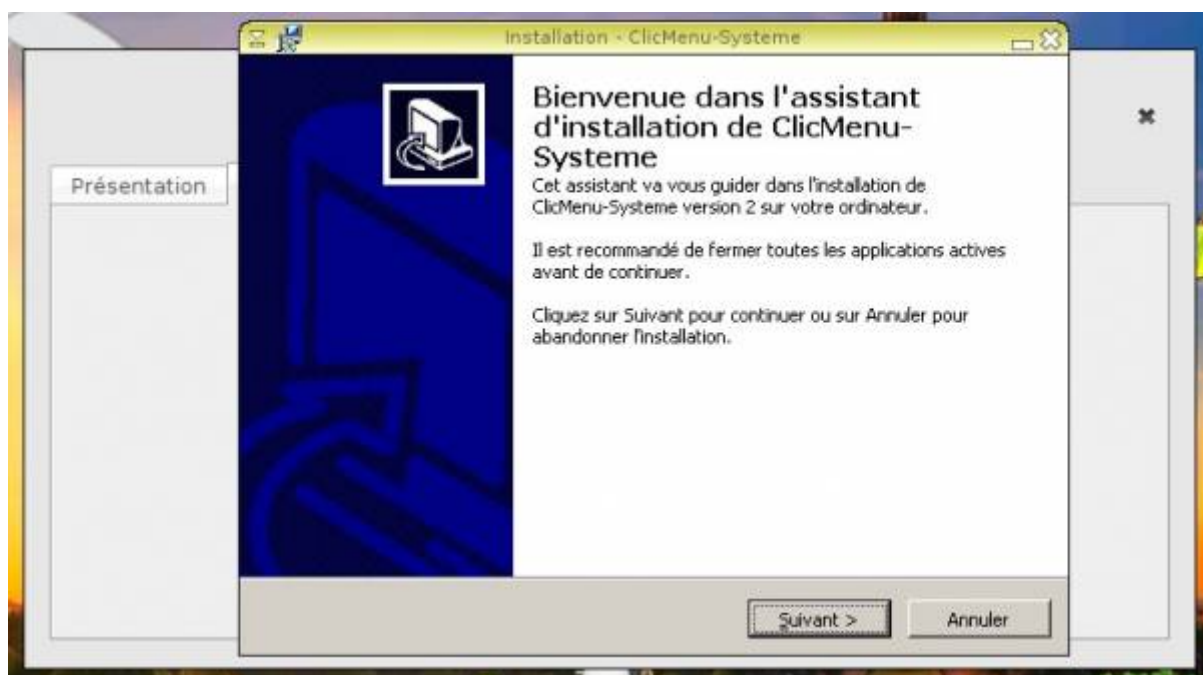 Installation - ClicMenu-Systeme
Bienvenue dans l'assistant
d'installation de ClicMenu-
Systeme
Présentation
Cet assistant va vous guider dans l'installation de
ClicMenu-Systeme version 2 sur votre ordinateur.
Il est recommandé de fermer toutes les applications actives
avant de continuer.
Cliquez sur Suivant pour continuer ou sur Annuler pour
abandonner l'installation.
Suivant >
Annuler